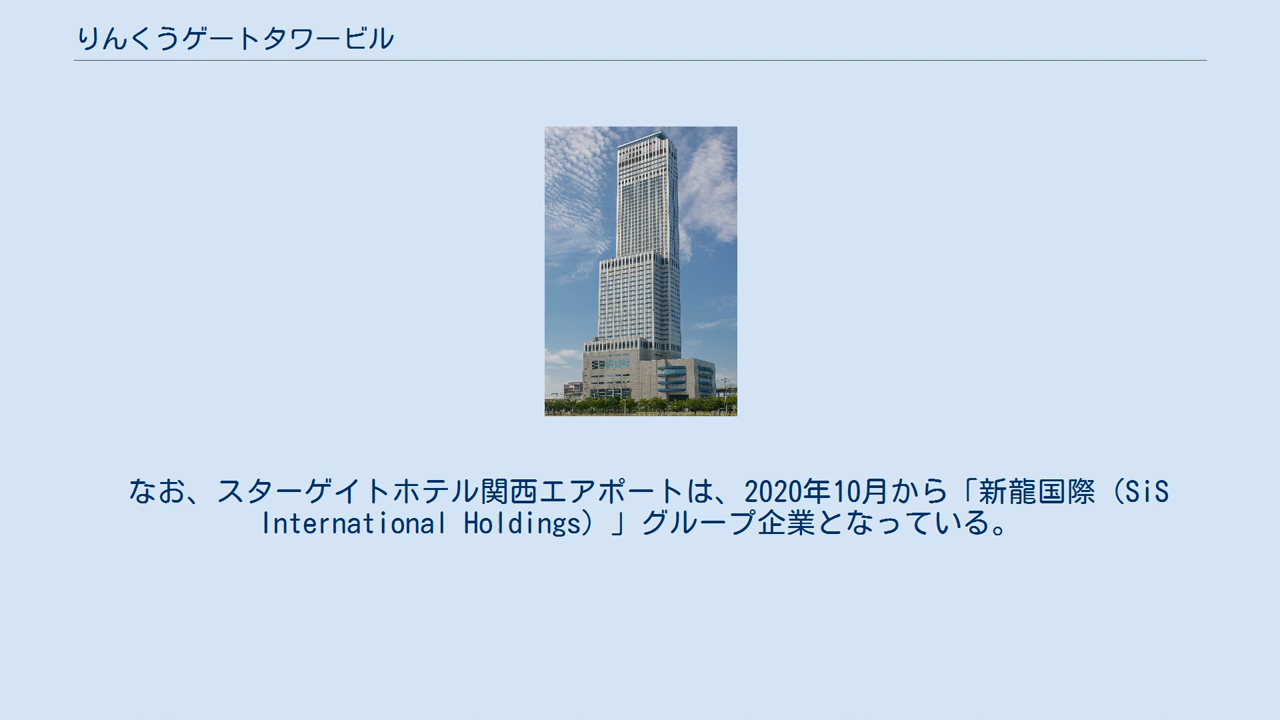 りんくうゲートタワービル
なお、スターゲイトホテル関西エアポートは、2020年10月から「新龍国際（SiS
International Holdings）」グループ企業となっている。